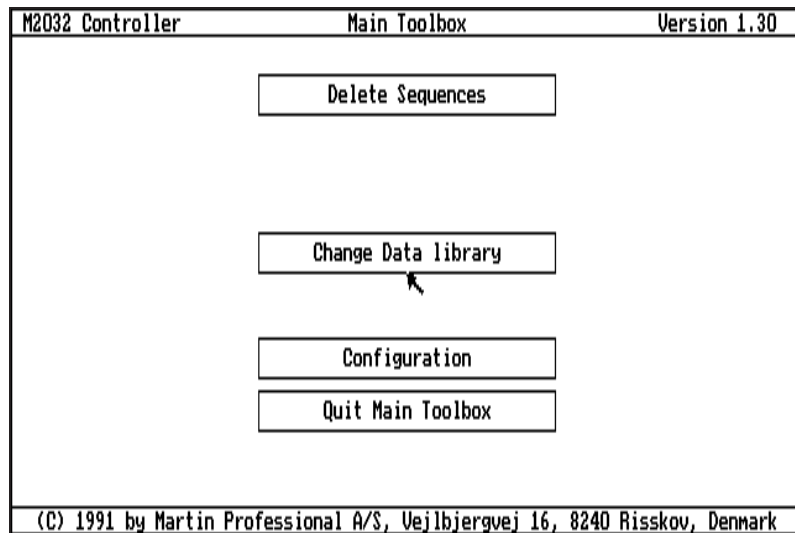 M2032 Controller Main Toolbox Version 1.30
Delete Sequences
Change Data library
Configuration
Quit Main Toolbox
(C) 1991 by Martin Professional A/S, Vejlbjergvej 16, 8240 Risskov, Denmark